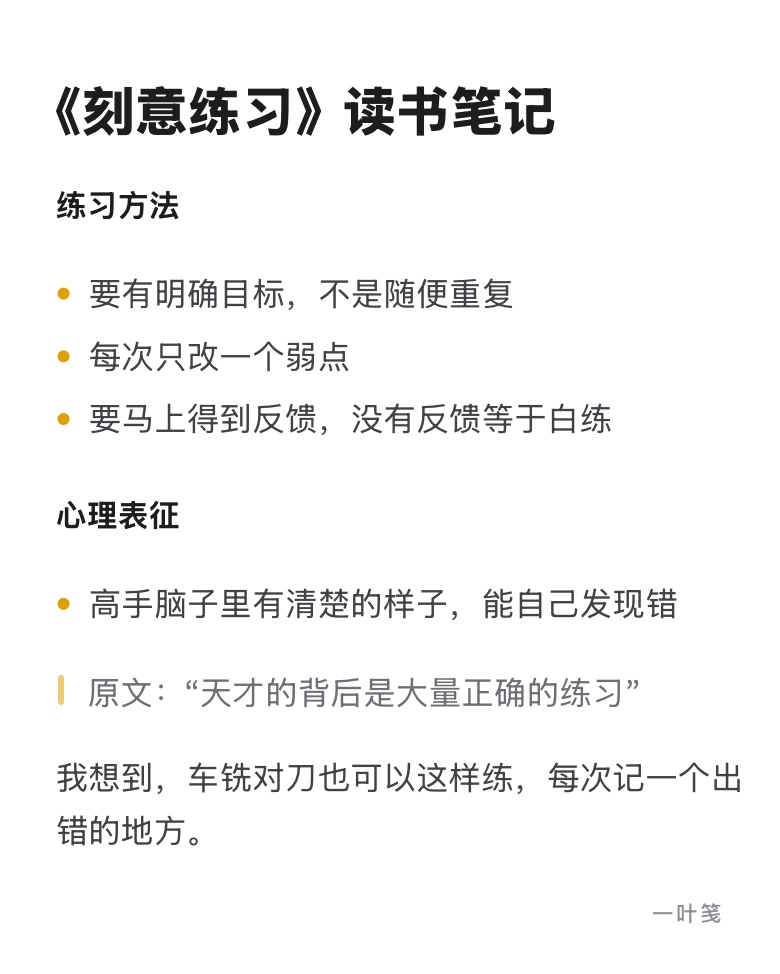 《刻意练习》读书笔记
练习方法
要有明确目标，不是随便重复
每次只改一个弱点
要马上得到反馈，没有反馈等于白练
心理表征
高手脑子里有清楚的样子，能自己发现错
原文：“天才的背后是大量正确的练习”
我想到，车铣对刀也可以这样练，每次记一个出
错的地方。
一叶笺